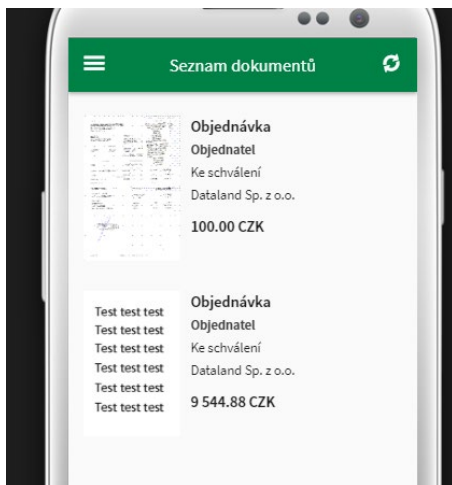 Seznam dokumentů
Objednávka
Objednatel
Ke schválení
Dataland Sp. z o.o.
100.00 CZK
Test test test
Test test test
Test test test
Test test test
Test test test
Test test test
Objednávka
Objednatel
Ke schválení
Dataland Sp. z o.o.
9 544.88 CZK